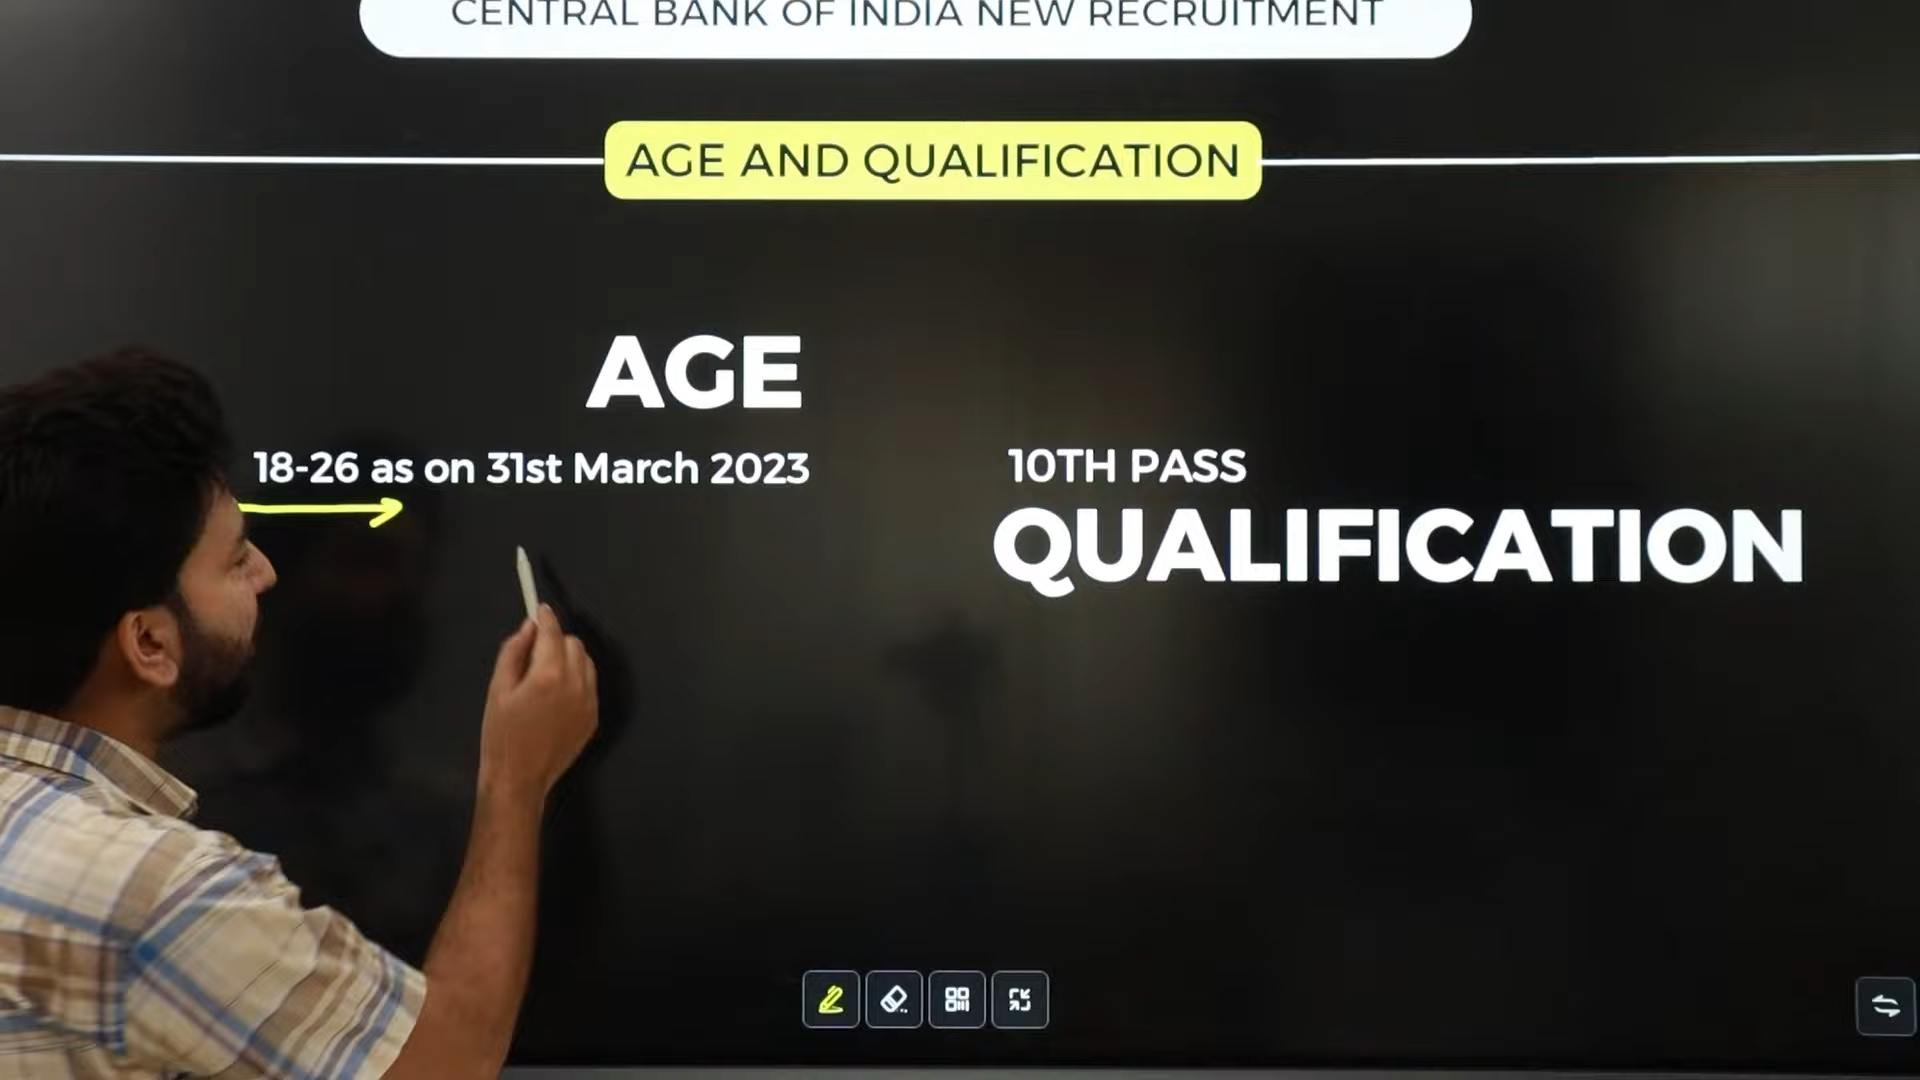 CENTRAL BANK OF INDIA NEW RECRUITMENT
AGE AND QUALIFICATION
AGE
18-26 as on 31st March 2023
10TH PASS
QUALIFICATION